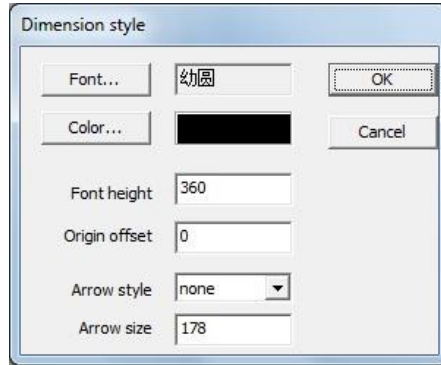 Dimension style
Font... 幼圆 OK
Color... Cancel
Font height 360
Origin offset 0
Arrow style none
Arrow size 178